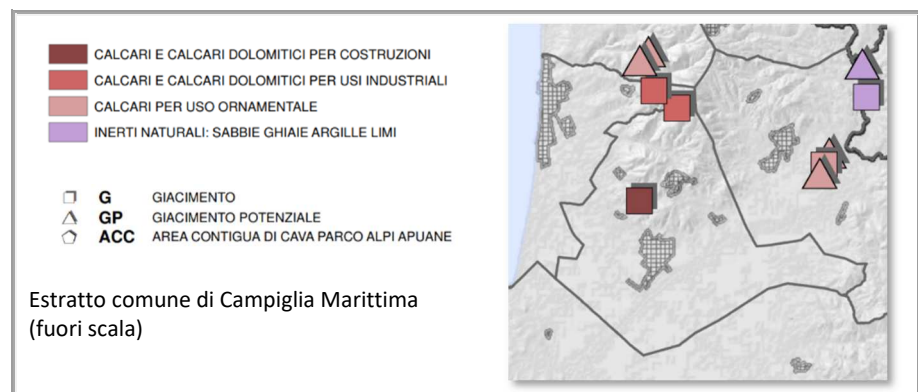 CALCARI E CALCARI DOLOMITICI PER COSTRUZIONI
CALCARI E CALCARI DOLOMITICI PER USI INDUSTRIALI
CALCARI PER USO ORNAMENTALE
INERTI NATURALI: SABBIE GHIAIE ARGILLE LIMI
G GIACIMENTO
GP GIACIMENTO POTENZIALE
ACC AREA CONTIGUA DI CAVA PARCO ALPI APUANE
Estratto comune di Campiglia Marittima
(fuori scala)